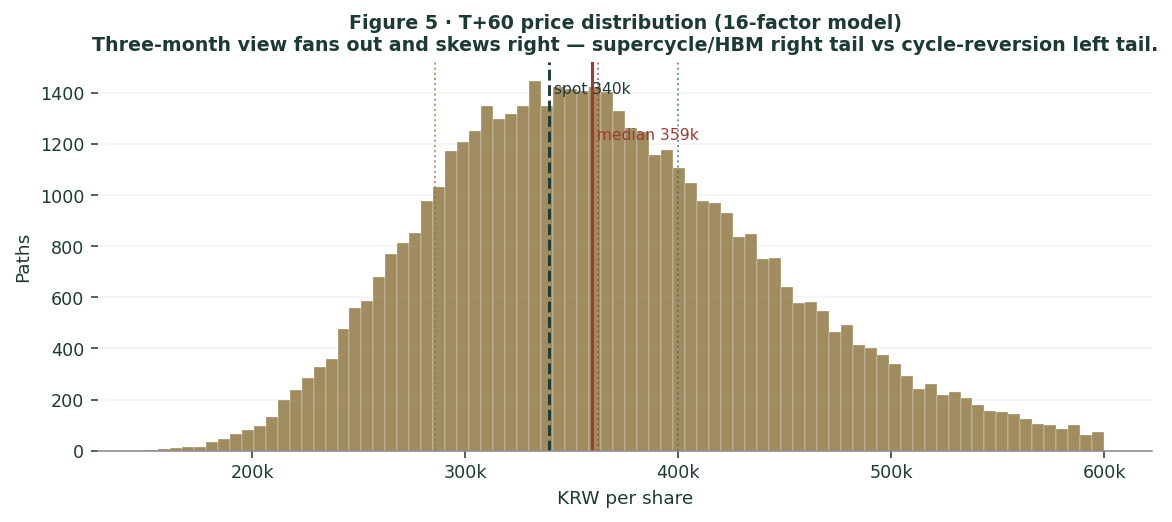 Figure 5 · T+60 price distribution (16-factor model)
Three-month view fans out and skews right — supercycle/HBM right tail vs cycle-reversion left tail.
spot 340k
median 359k
1400
1200
1000
800
600
400
200
0
Paths
200k
300k
400k
500k
600k
KRW per share